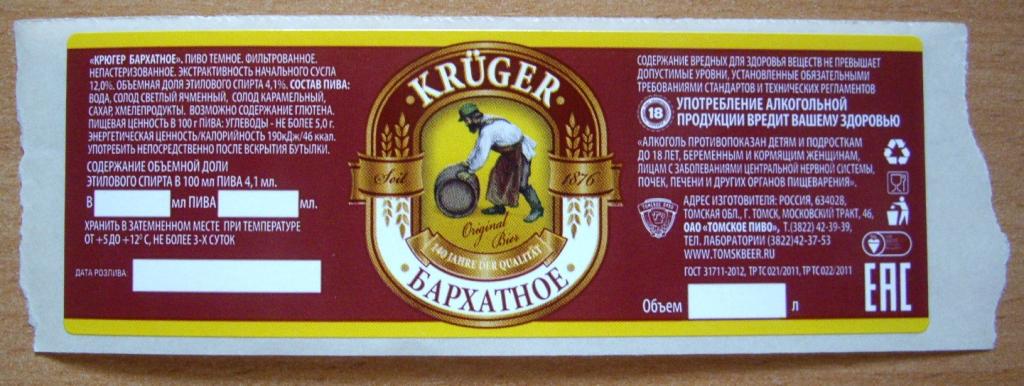 «КРЮГЕР БАРХАТНОЕ». ПИВО ТЕМНОЕ. ФИЛЬТРОВАННОЕ.
НЕПАСТЕРИЗОВАННОЕ. ЭКСТРАКТИВНОСТЬ НАЧАЛЬНОГО СУСЛА
12,0%. ОБЪЕМНАЯ ДОЛЯ ЭТИЛОВОГО СПИРТА 4,1%. СОСТАВ ПИВА:
ВОДА, СОЛОД СВЕТЛЫЙ ЯЧМЕННЫЙ, СОЛОД КАРАМЕЛЬНЫЙ,
САХАР, ХМЕЛЕПРОДУКТЫ. ВОЗМОЖНО СОДЕРЖАНИЕ ГЛЮТЕНА.
ПИЩЕВАЯ ЦЕННОСТЬ В 100 г ПИВА: УГЛЕВОДЫ - НЕ БОЛЕЕ 5,0 г.
ЭНЕРГЕТИЧЕСКАЯ ЦЕННОСТЬ/КАЛОРИЙНОСТЬ 190кДж/46 ккал.
УПОТРЕБИТЬ НЕПОСРЕДСТВЕННО ПОСЛЕ ВСКРЫТИЯ БУТЫЛКИ.
СОДЕРЖАНИЕ ОБЪЕМНОЙ ДОЛИ
ЭТИЛОВОГО СПИРТА В 100 мл ПИВА 4,1 мл.
В мл ПИВА мл.
ХРАНИТЬ В ЗАТЕМНЕННОМ МЕСТЕ ПРИ ТЕМПЕРАТУРЕ
ОТ +5 ДО +12° С, НЕ БОЛЕЕ 3-Х СУТОК
ДАТА РОЗЛИВА:
KRÜGER
Seit 1876
Original
Bier
140 JAHRE DER QUALITÄT
БАРХАТНОЕ
СОДЕРЖАНИЕ ВРЕДНЫХ ДЛЯ ЗДОРОВЬЯ ВЕЩЕСТВ НЕ ПРЕВЫШАЕТ
ДОПУСТИМЫЕ УРОВНИ, УСТАНОВЛЕННЫЕ ОБЯЗАТЕЛЬНЫМИ
ТРЕБОВАНИЯМИ СТАНДАРТОВ И ТЕХНИЧЕСКИХ РЕГЛАМЕНТОВ
18 УПОТРЕБЛЕНИЕ АЛКОГОЛЬНОЙ
ПРОДУКЦИИ ВРЕДИТ ВАШЕМУ ЗДОРОВЬЮ
«АЛКОГОЛЬ ПРОТИВОПОКАЗАН ДЕТЯМ И ПОДРОСТКАМ
ДО 18 ЛЕТ, БЕРЕМЕННЫМ И КОРМЯЩИМ ЖЕНЩИНАМ,
ЛИЦАМ С ЗАБОЛЕВАНИЯМИ ЦЕНТРАЛЬНОЙ НЕРВНОЙ СИСТЕМЫ,
ПОЧЕК, ПЕЧЕНИ И ДРУГИХ ОРГАНОВ ПИЩЕВАРЕНИЯ».
АДРЕС ИЗГОТОВИТЕЛЯ: РОССИЯ, 634028,
ТОМСКАЯ ОБЛ., Г. ТОМСК, МОСКОВСКИЙ ТРАКТ, 46,
ОАО «ТОМСКОЕ ПИВО», Т.(3822) 42-39-39,
ТЕЛ. ЛАБОРАТОРИИ (3822)42-37-53
WWW.TOMSKBEER.RU
ГОСТ 31711-2012, ТР ТС 021/2011, ТР ТС 022/2011
Объем л
ТОМСКОЕ ПИВО
EAC